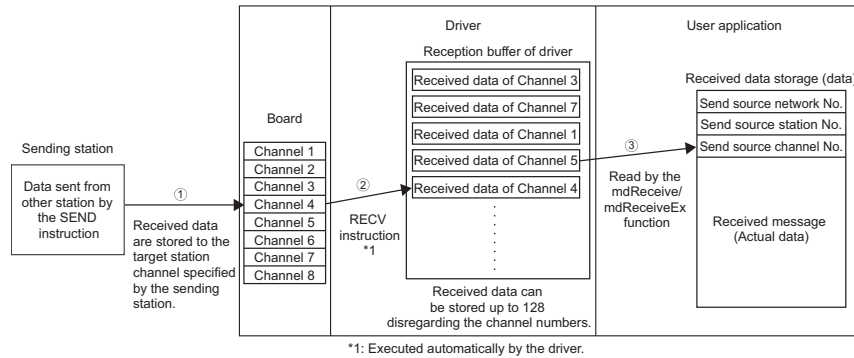 Driver
User application
Reception buffer of driver
Received data of Channel 3
Received data of Channel 7
Received data of Channel 1
Received data of Channel 5
Received data of Channel 4
Received data can
be stored up to 128
disregarding the channel numbers.
Sending station
Data sent from
other station by
the SEND
instruction
①
Received data
are stored to the
target station
channel specified
by the sending
station.
Board
Channel 1
Channel 2
Channel 3
Channel 4
Channel 5
Channel 6
Channel 7
Channel 8
②
RECV
instruction
*1
③
Read by the
mdReceive/
mdReceiveEx
function
Received data storage (data)
Send source network No.
Send source station No.
Send source channel No.
Received message
(Actual data)
*1: Executed automatically by the driver.